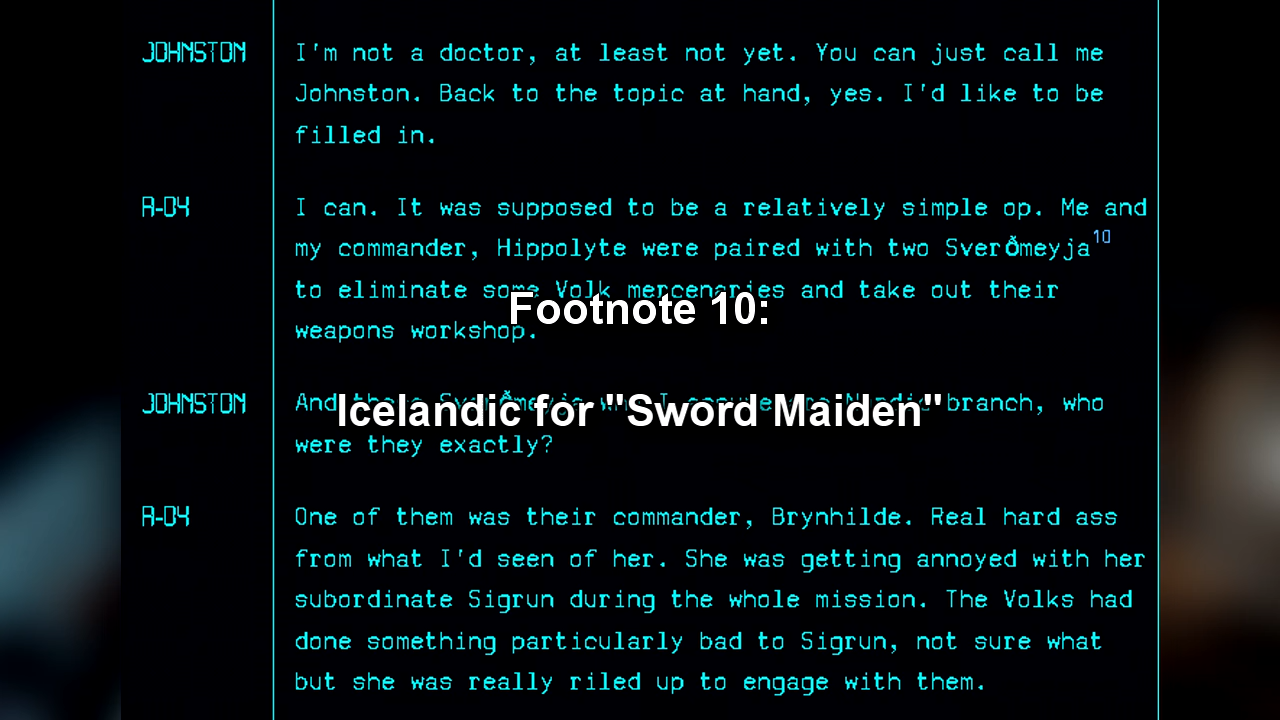 JOHNSTON I'm not a doctor, at least not yet. You can just call me
Johnston. Back to the topic at hand, yes. I'd like to be
filled in.
A-04 I can. It was supposed to be a relatively simple op. Me and
my commander, Hippolyte were paired with two Sverðmeyja10
to eliminate some Volk mercenaries and take out their
Footnote 10:
weapons workshop.
JOHNSTON And branch, who
Icelandic for "Sword Maiden"
were they exactly?
A-04 One of them was their commander, Brynhilde. Real hard ass
from what I'd seen of her. She was getting annoyed with her
subordinate Sigrun during the whole mission. The Volks had
done something particularly bad to Sigrun, not sure what
but she was really riled up to engage with them.